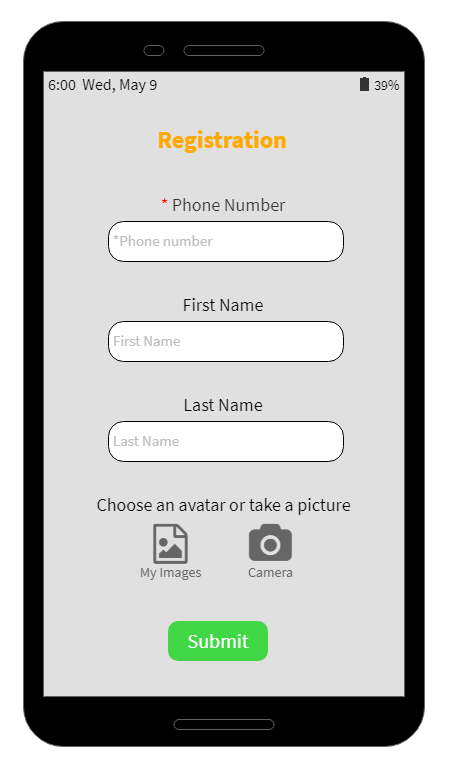 6:00 Wed, May 9 39%
Registration
* Phone Number
*Phone number
First Name
First Name
Last Name
Last Name
Choose an avatar or take a picture
My Images Camera
Submit